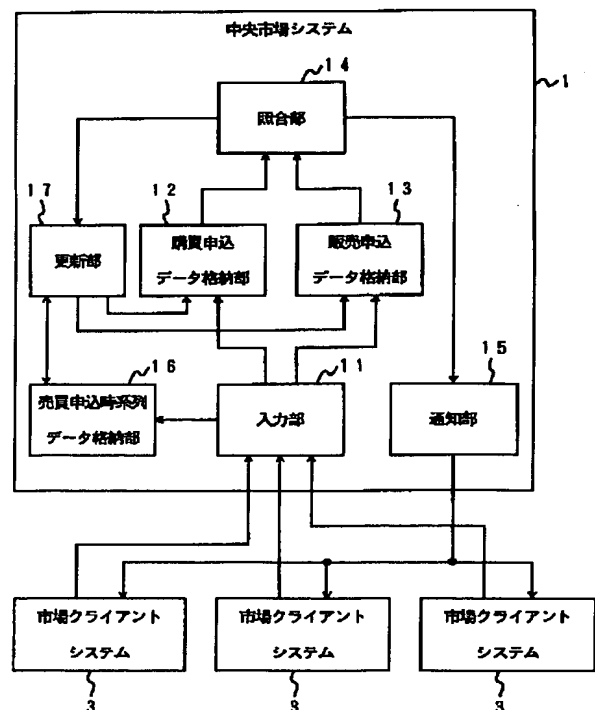 中央市場システム
1
14
照合部
17
12
13
更新部
購買申込
データ格納部
販売申込
データ格納部
16
11
15
売買申込時系列
データ格納部
入力部
通知部
市場クライアント
システム
市場クライアント
システム
市場クライアント
システム
3
3
3